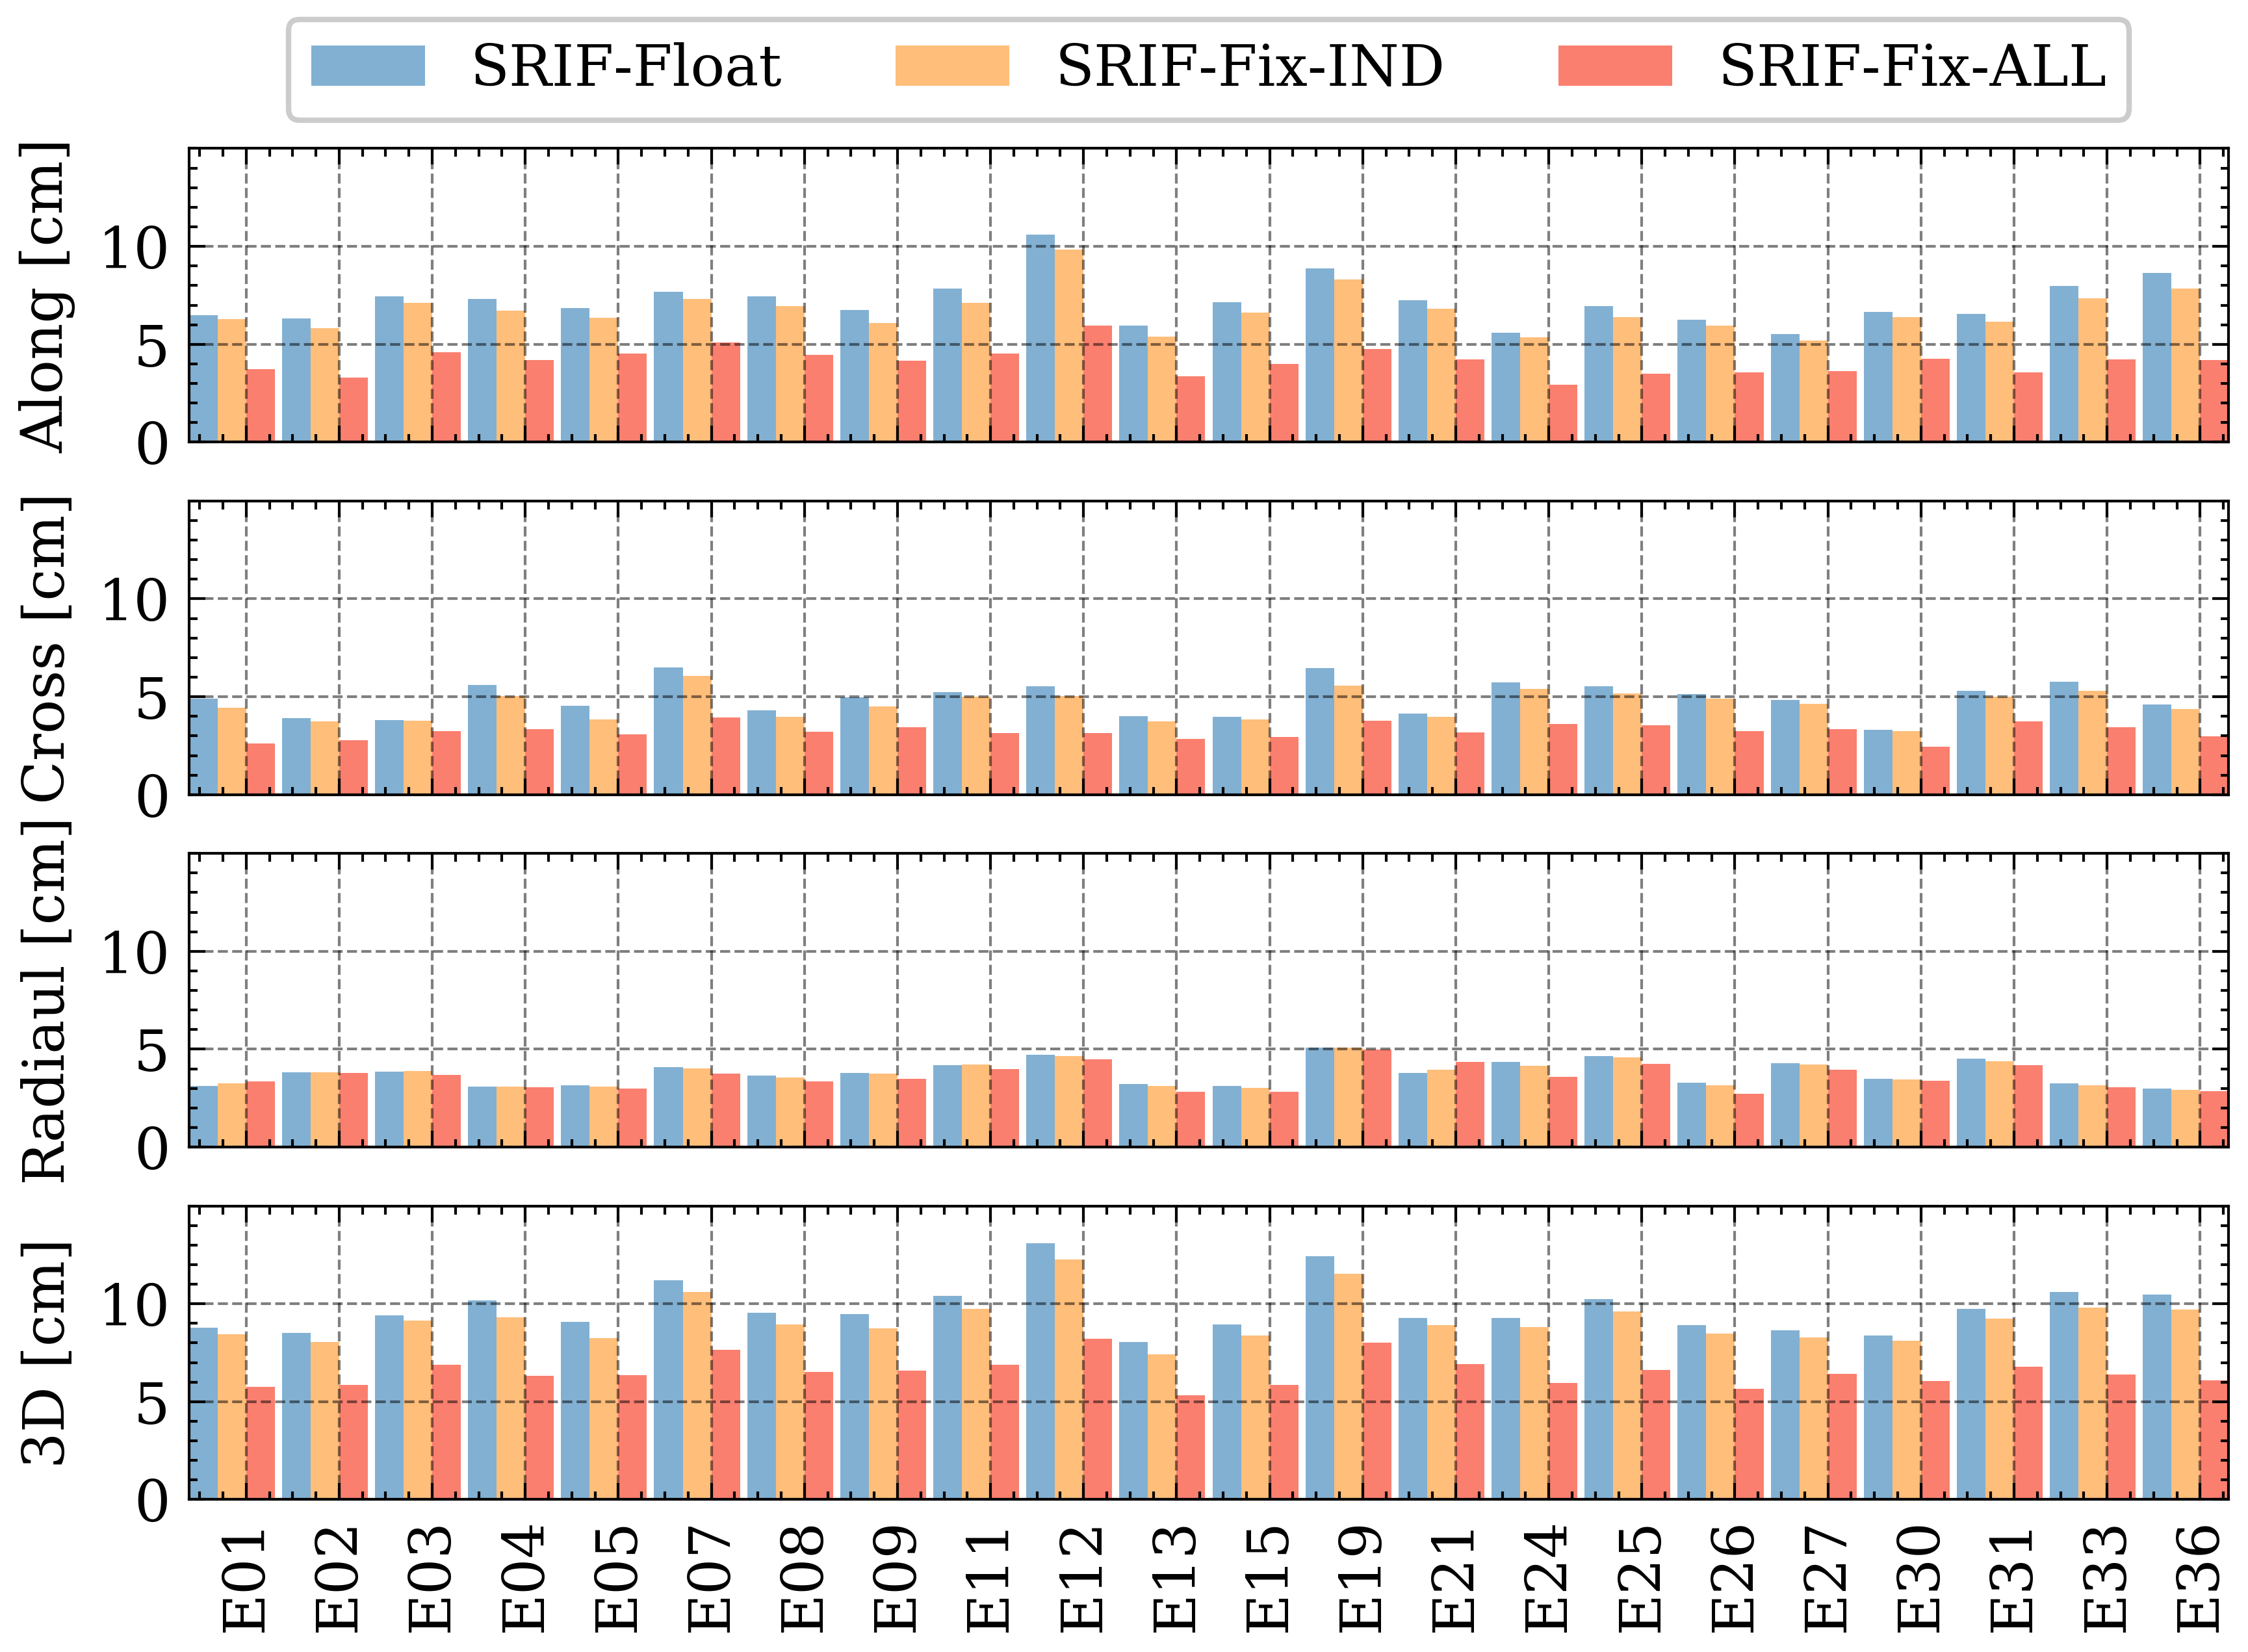 SRIF-Float SRIF-Fix-IND SRIF-Fix-ALL
Along [cm]
10
5
0
Cross [cm]
10
5
0
Radiaul [cm]
10
5
0
3D [cm]
10
5
0
E01 E02 E03 E04 E05 E07 E08 E09 E11 E12 E13 E15 E19 E21 E24 E25 E26 E27 E30 E31 E33 E36